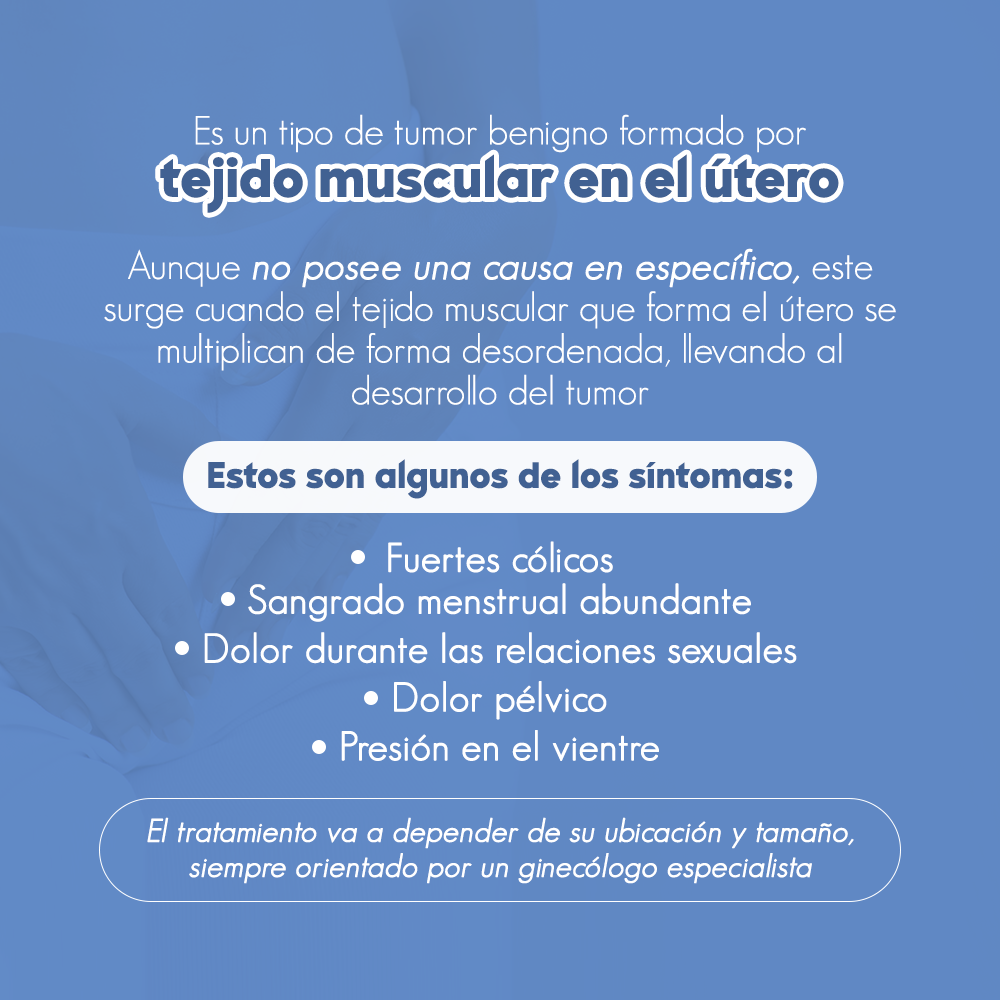 Es un tipo de tumor benigno formado por
tejido muscular en el útero
Aunque no posee una causa en específico, este
surge cuando el tejido muscular que forma el útero se
multiplican de forma desordenada, llevando al
desarrollo del tumor
Estos son algunos de los síntomas:
• Fuertes cólicos
• Sangrado menstrual abundante
• Dolor durante las relaciones sexuales
• Dolor pélvico
• Presión en el vientre
El tratamiento va a depender de su ubicación y tamaño,
siempre orientado por un ginecólogo especialista